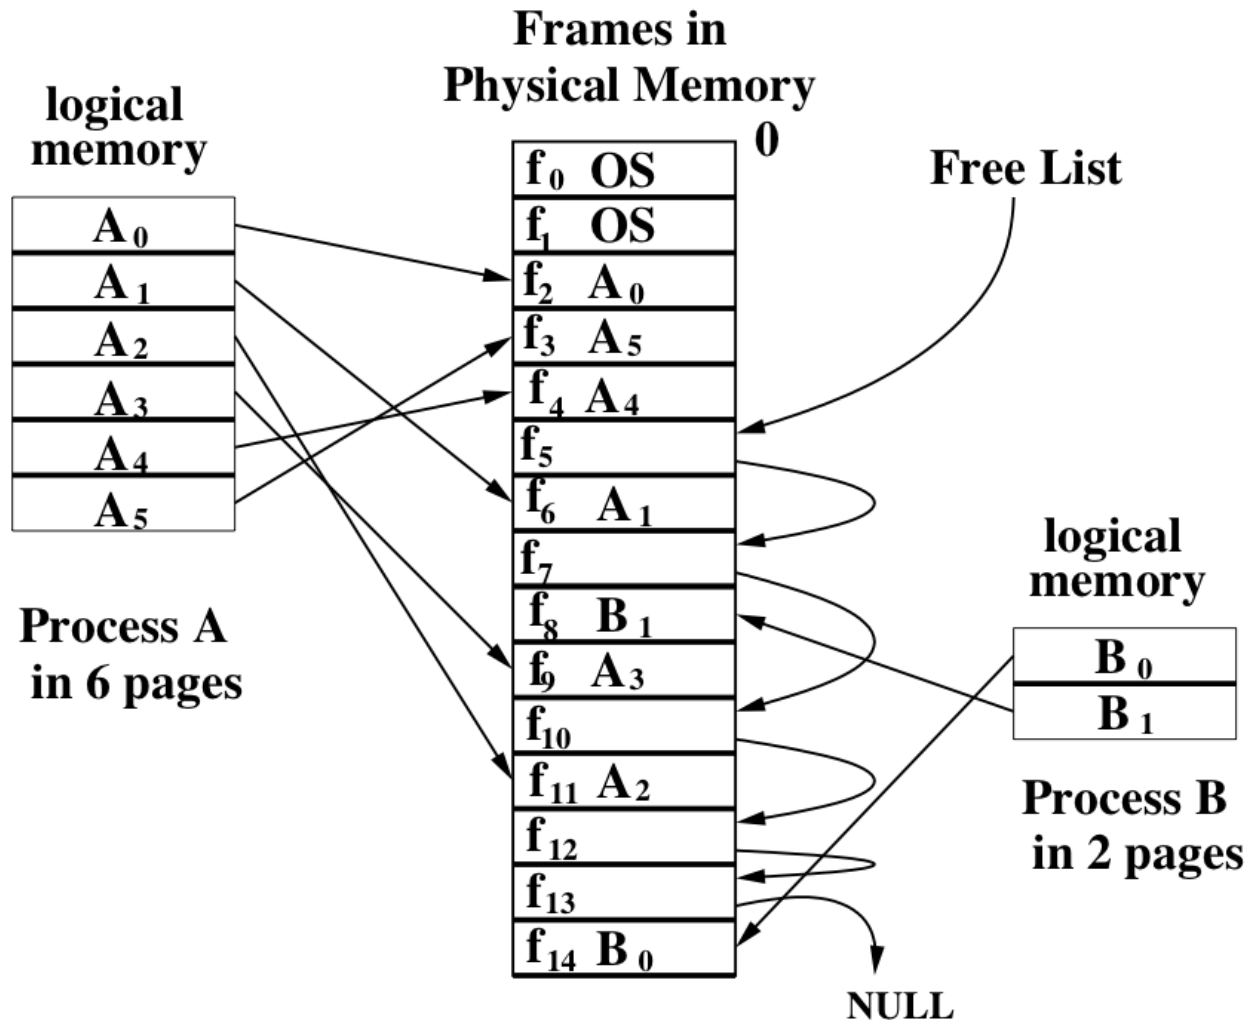 Frames in
Physical Memory
0
logical
memory
A0
A1
A2
A3
A4
A5
Process A
in 6 pages
f0 OS
f1 OS
f2 A0
f3 A5
f4 A4
f5
f6 A1
f7
f8 B1
f9 A3
f10
f11 A2
f12
f13
f14 B0
Free List
logical
memory
B0
B1
Process B
in 2 pages
NULL